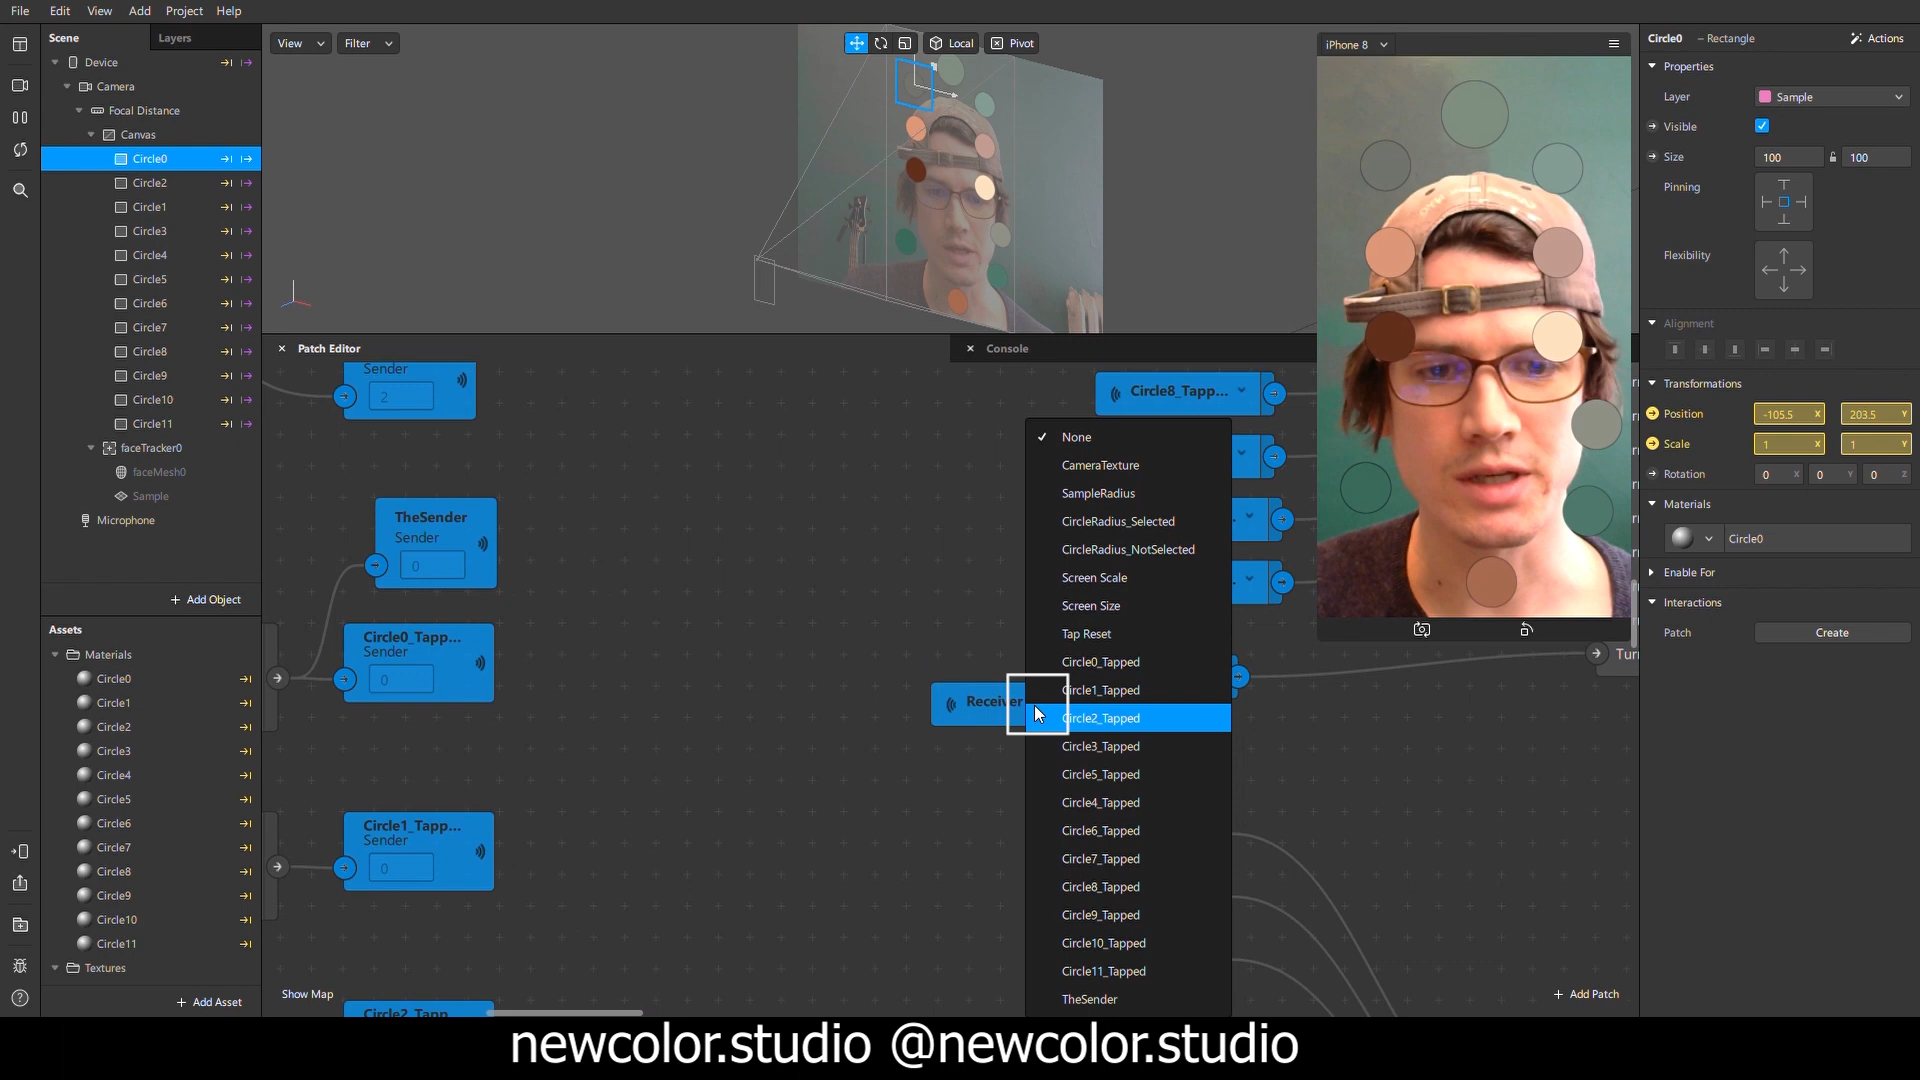 File Edit View Add Project Help
Scene
Layers
Device
Camera
Focal Distance
Canvas
Circle0
Circle2
Circle1
Circle3
Circle4
Circle5
Circle6
Circle7
Circle8
Circle9
Circle10
Circle11
faceTracker0
faceMesh0
Sample
Microphone
+ Add Object
Assets
Materials
Circle0
Circle1
Circle2
Circle3
Circle4
Circle5
Circle6
Circle7
Circle8
Circle9
Circle10
Circle11
Textures
+ Add Asset
View
Filter
Local
Pivot
Patch Editor
Console
Sender
2
TheSender
Sender
0
Circle0_Tapp...
Sender
0
Circle1_Tapp...
Sender
0
Circle2_Tapp
Show Map
Receiver
Circle8_Tapp...
None
CameraTexture
SampleRadius
CircleRadius_Selected
CircleRadius_NotSelected
Screen Scale
Screen Size
Tap Reset
Circle0_Tapped
Circle1_Tapped
Circle2_Tapped
Circle3_Tapped
Circle5_Tapped
Circle4_Tapped
Circle6_Tapped
Circle7_Tapped
Circle8_Tapped
Circle9_Tapped
Circle10_Tapped
Circle11_Tapped
TheSender
Turn
+ Add Patch
iPhone 8
Circle0 – Rectangle
Actions
Properties
Layer Sample
Visible
Size 100 100
Pinning
Flexibility
Alignment
Transformations
Position -105.5 X 203.5 Y
Scale 1 X 1 Y
Rotation 0 X 0 Y 0 Z
Materials
Circle0
Enable For
Interactions
Patch Create
newcolor.studio @newcolor.studio